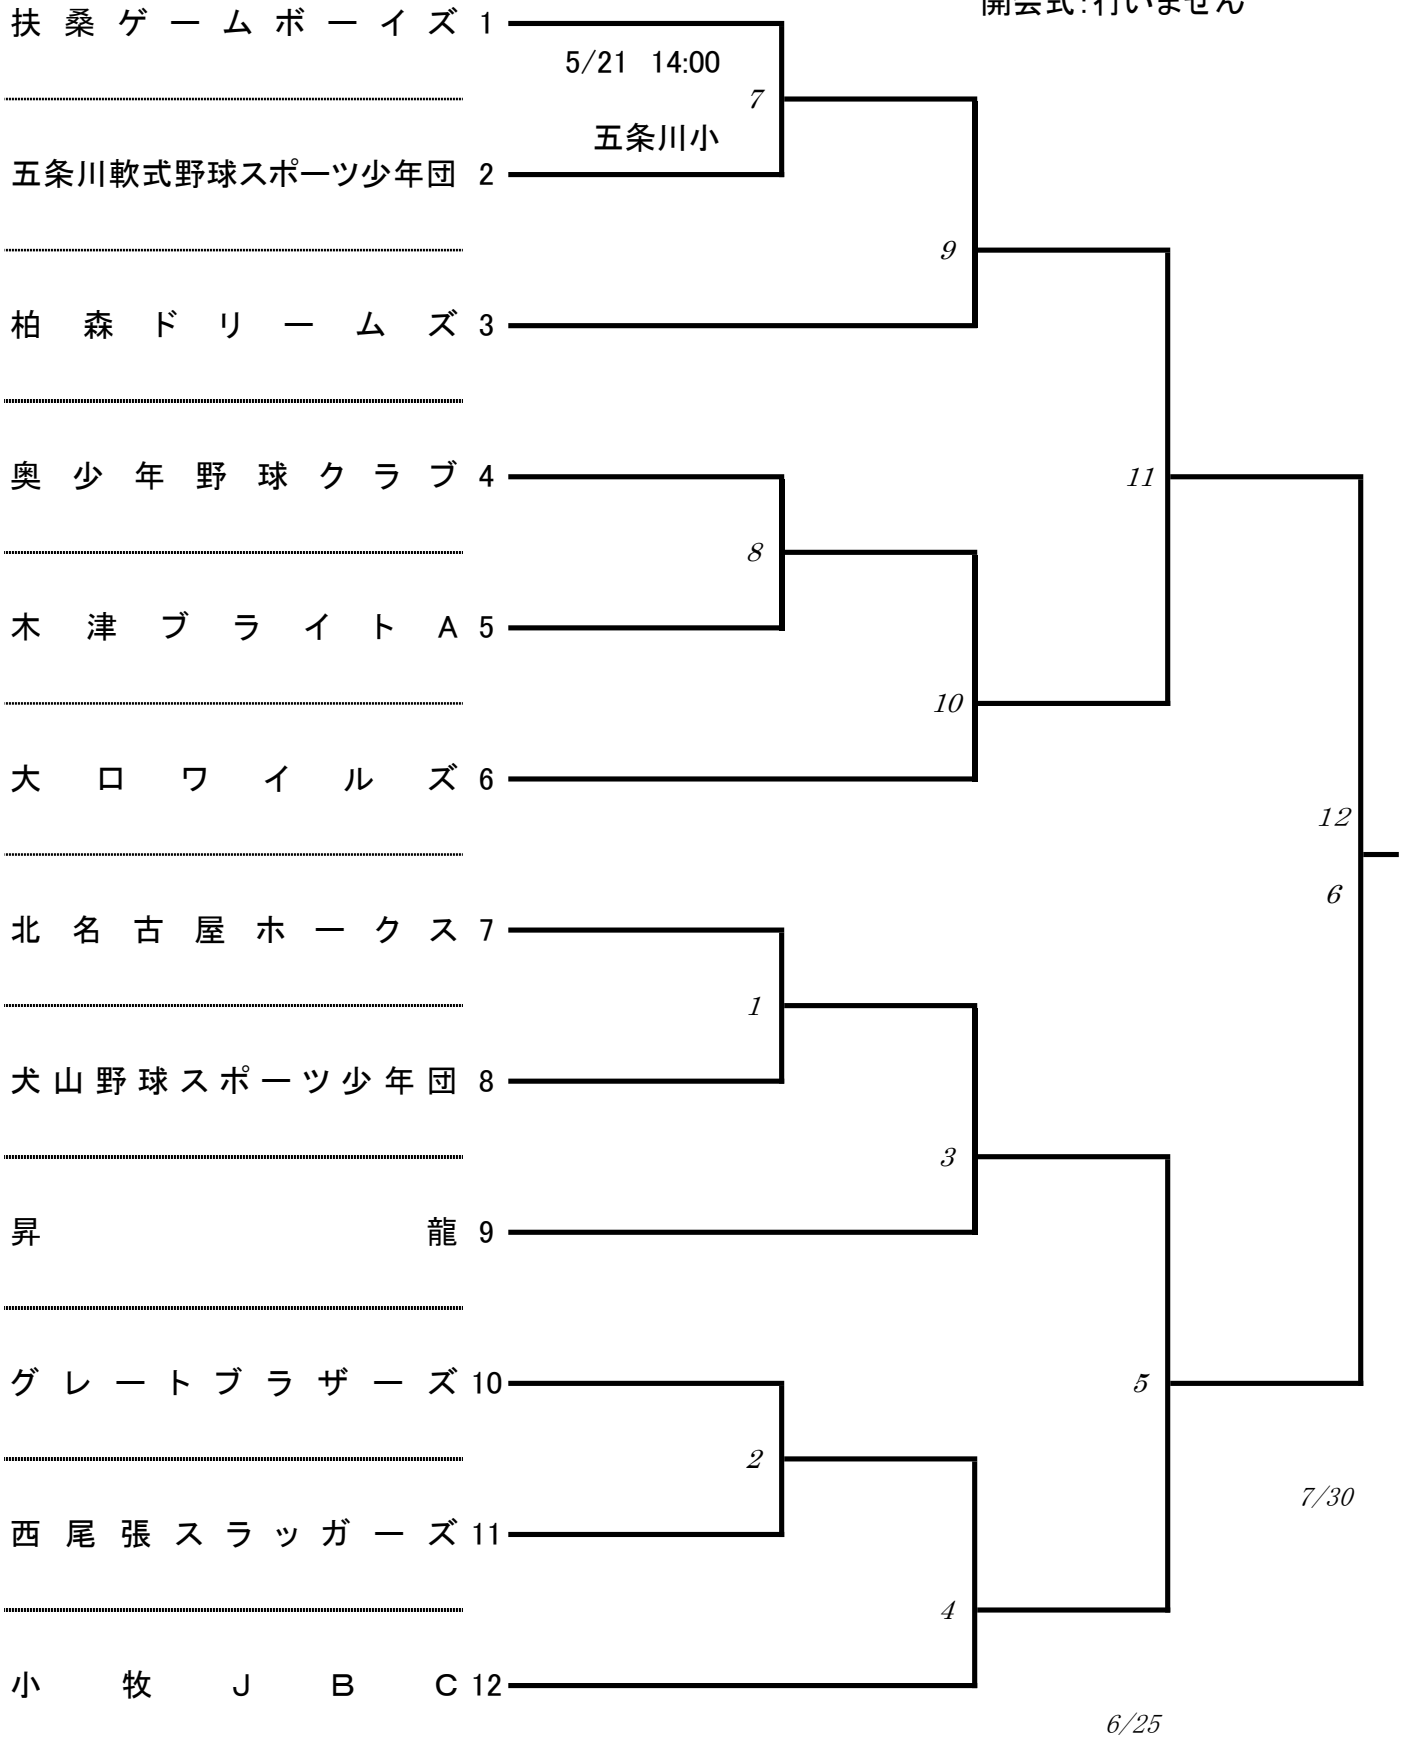 開会式：行いません
扶桑ゲームボーイズ 1
5/21 14:00
7
五条川小
五条川軟式野球スポーツ少年団 2
9
柏森ドリームズ 3
奥少年野球クラブ 4
11
8
木津ブライトA 5
10
大口ワイルズ 6
12
6
北名古屋ホークス 7
1
犬山野球スポーツ少年団 8
3
昇龍 9
グレートブラザーズ 10
5
2
7/30
西尾張スラッガーズ 11
4
小牧JBC 12
6/25